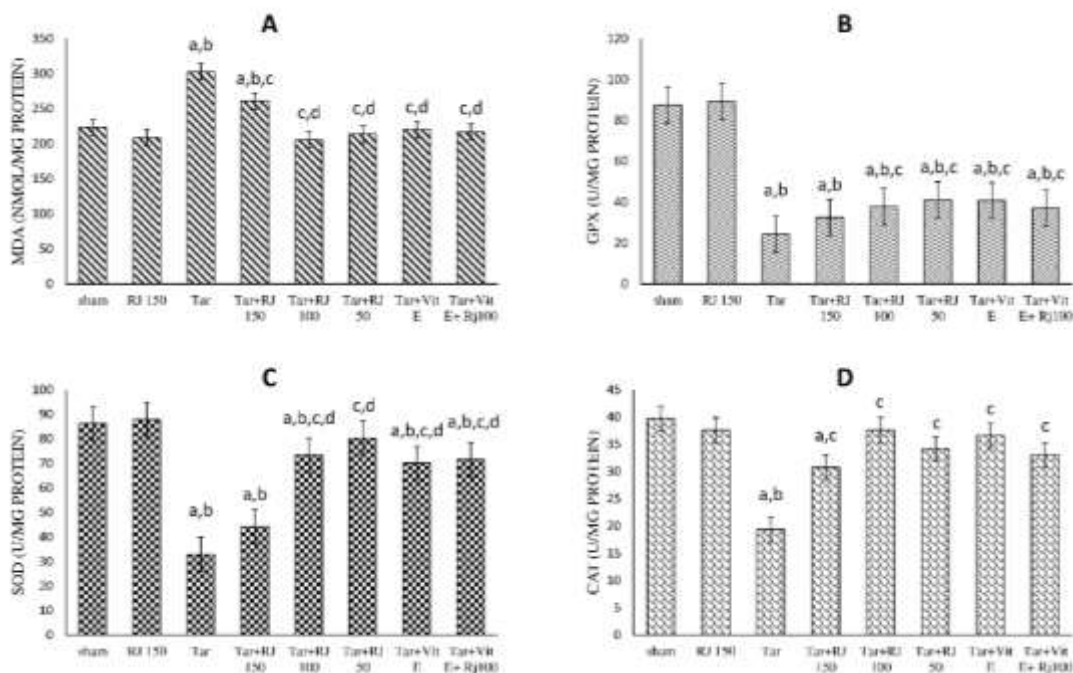 A
MDA (NMOL/MG PROTEIN)
350
300
250
200
150
100
50
0
a,b
a,b,c
c,d
c,d
c,d
c,d
sham
RJ 150
Tar
Tar+RJ
150
Tar+RJ
100
Tar+RJ
50
Tar+Vit
E
Tar+Vit
E+ Rj100
B
GPX (U/MG PROTEIN)
120
100
80
60
40
20
0
a,b
a,b
a,b,c
a,b,c
a,b,c
a,b,c
sham
RJ 150
Tar
Tar+RJ
150
Tar+RJ
100
Tar+RJ
50
Tar+Vit
E
Tar+Vit
E+ Rj100
C
SOD (U/MG PROTEIN)
100
90
80
70
60
50
40
30
20
10
0
a,b
a,b
a,b,c,d
c,d
a,b,c,d
a,b,c,d
sham
RJ 150
Tar
Tar+RJ
150
Tar+RJ
100
Tar+RJ
50
Tar+Vit
E
Tar+Vit
E+ Rj100
D
CAT (U/MG PROTEIN)
45
40
35
30
25
20
15
10
5
0
a,b
a,c
c
c
c
c
sham
RJ 150
Tar
Tar+RJ
150
Tar+RJ
100
Tar+RJ
50
Tar+Vit
E
Tar+Vit
E+ Rj100